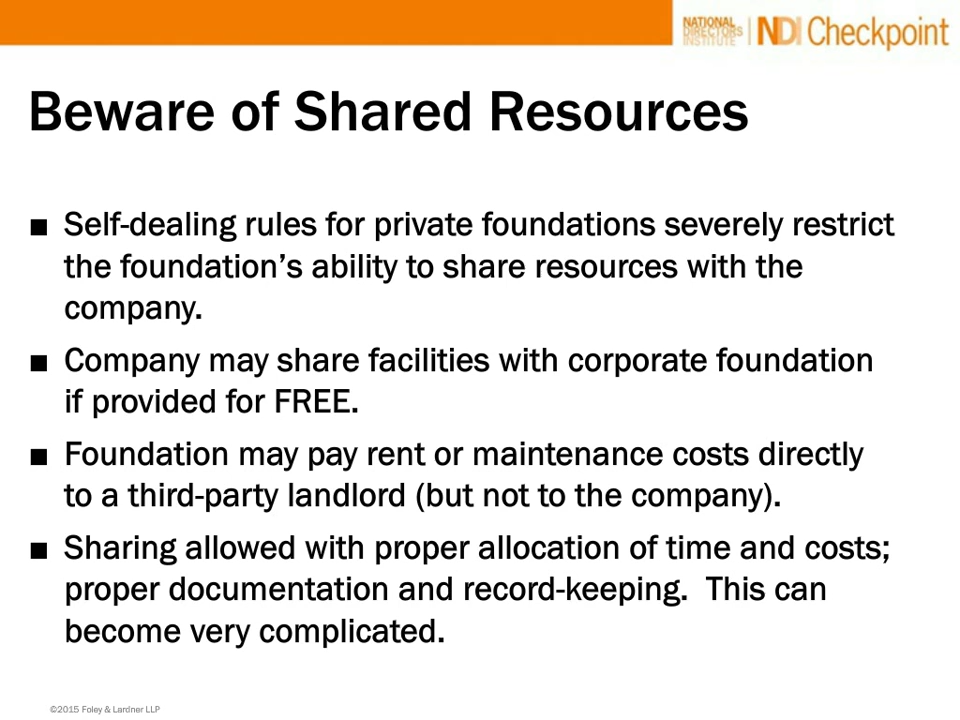 NATIONAL
DIRECTORS
INSTITUTE
NDI Checkpoint
Beware of Shared Resources
■ Self-dealing rules for private foundations severely restrict
the foundation’s ability to share resources with the
company.
■ Company may share facilities with corporate foundation
if provided for FREE.
■ Foundation may pay rent or maintenance costs directly
to a third-party landlord (but not to the company).
■ Sharing allowed with proper allocation of time and costs;
proper documentation and record-keeping.  This can
become very complicated.
©2015 Foley & Lardner LLP